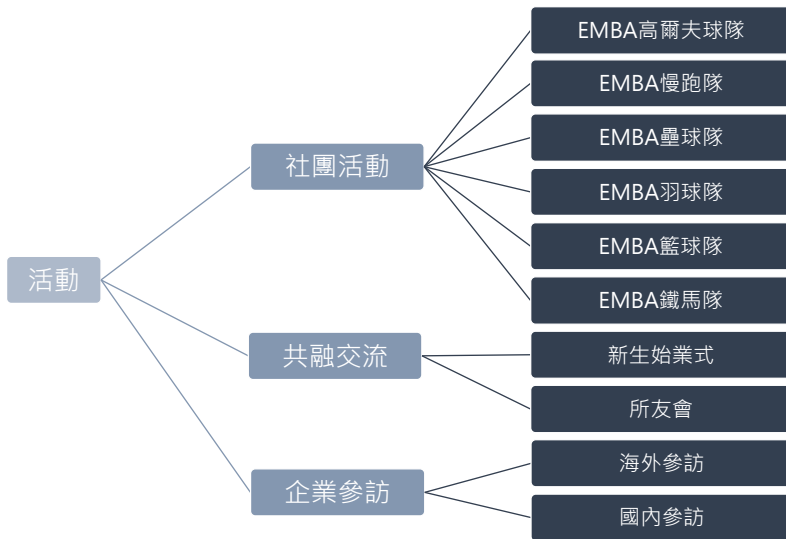 活動
社團活動
EMBA高爾夫球隊
EMBA慢跑隊
EMBA壘球隊
EMBA羽球隊
EMBA籃球隊
EMBA鐵馬隊
共融交流
新生始業式
所友會
企業參訪
海外參訪
國內參訪